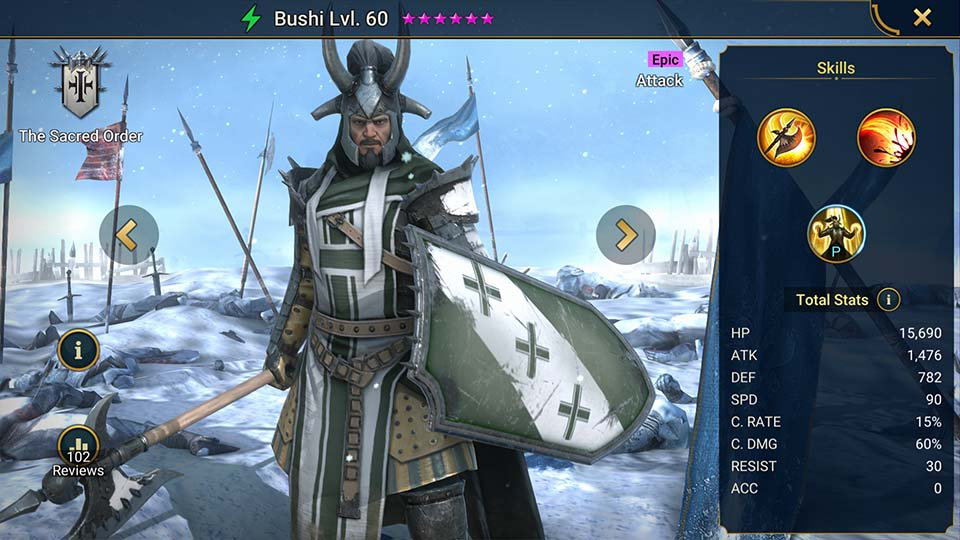 Bushi Lvl. 60
Epic
Attack
The Sacred Order
Skills
P
Total Stats i
HP 15,690
ATK 1,476
DEF 782
SPD 90
C. RATE 15%
C. DMG 60%
RESIST 30
ACC 0
i
102
Reviews